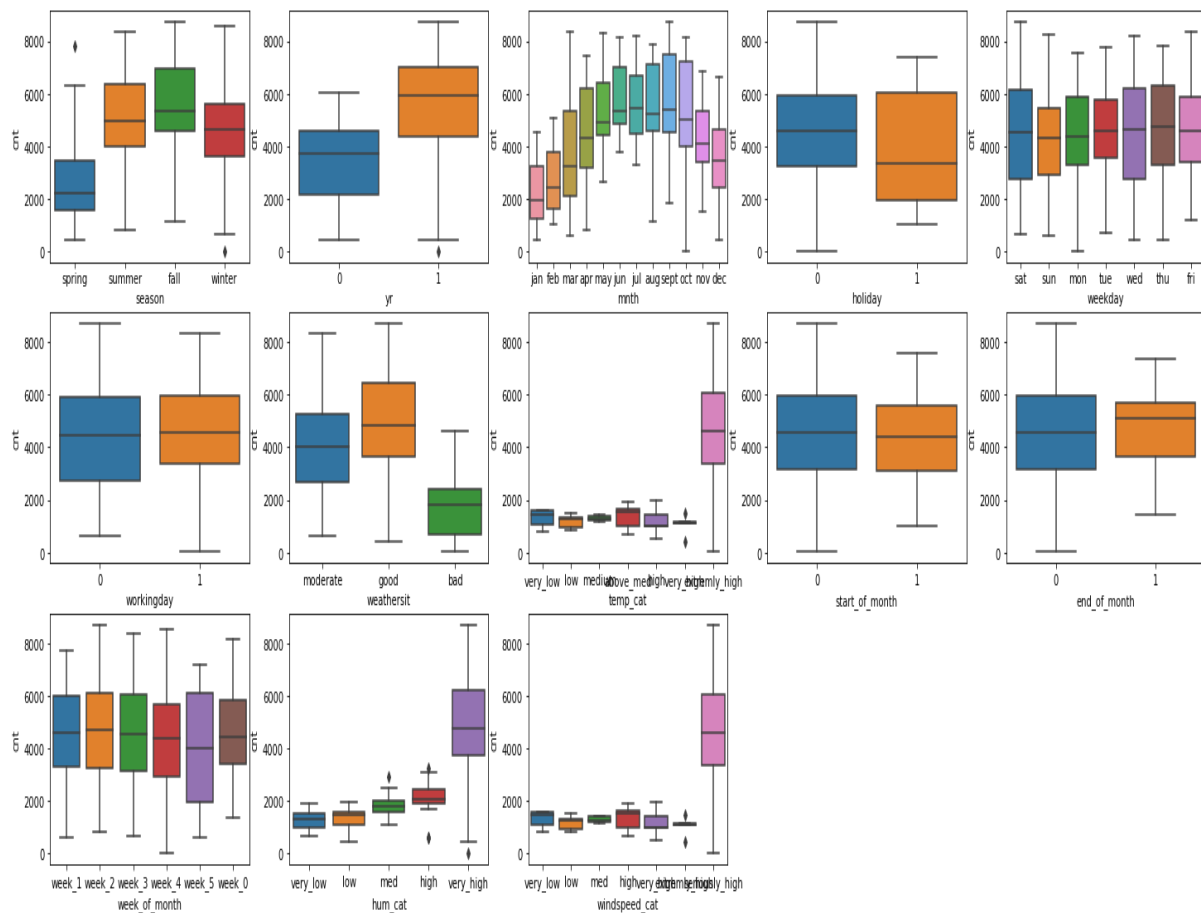 8000 8000 8000 8000 8000
6000 6000 6000 6000 6000
cnt cnt cnt cnt cnt
4000 4000 4000 4000 4000
2000 2000 2000 2000 2000
0 0 0 0 0
spring summer fall winter 0 1 jan feb mar apr may jun jul aug sept oct nov dec 0 1 sat sun mon tue wed thu fri
season yr mnth holiday weekday
8000 8000 8000 8000 8000
6000 6000 6000 6000 6000
cnt cnt cnt cnt cnt
4000 4000 4000 4000 4000
2000 2000 2000 2000 2000
0 0 0 0 0
0 1 moderate good bad very_low low medium above_med high 0 1 0 1
workingday weathersit temp_cat start_of_month end_of_month
8000 8000 8000
6000 6000 6000
cnt cnt cnt
4000 4000 4000
2000 2000 2000
0 0 0
week_1 week_2 week_3 week_4 week_5 week_0 very_low low med high very_high very_low low med high
week_of_month hum_cat windspeed_cat